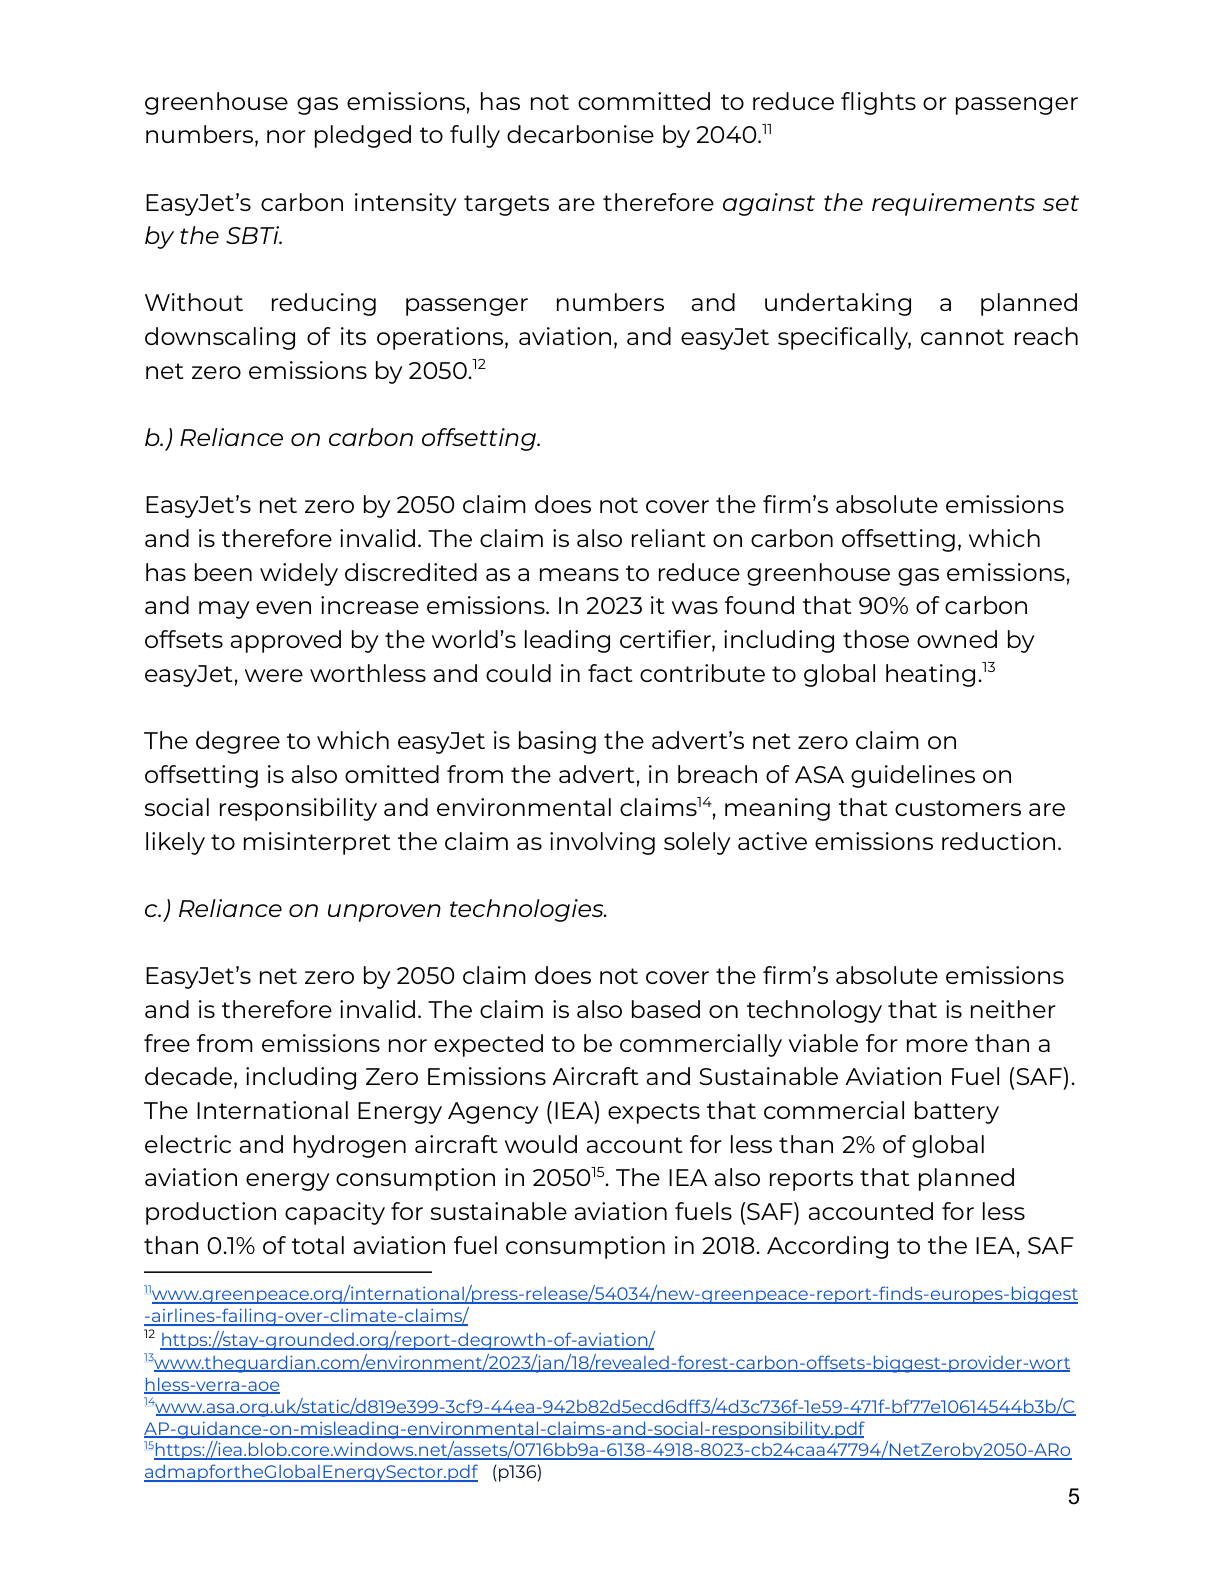 greenhouse gas emissions, has not committed to reduce flights or passenger
numbers, nor pledged to fully decarbonise by 2040.11
EasyJet’s carbon intensity targets are therefore against the requirements set
by the SBTi.
Without reducing passenger numbers and undertaking a planned
downscaling of its operations, aviation, and easyJet specifically, cannot reach
net zero emissions by 2050.12
b.) Reliance on carbon offsetting.
EasyJet’s net zero by 2050 claim does not cover the firm’s absolute emissions
and is therefore invalid. The claim is also reliant on carbon offsetting, which
has been widely discredited as a means to reduce greenhouse gas emissions,
and may even increase emissions. In 2023 it was found that 90% of carbon
offsets approved by the world’s leading certifier, including those owned by
easyJet, were worthless and could in fact contribute to global heating.13
The degree to which easyJet is basing the advert’s net zero claim on
offsetting is also omitted from the advert, in breach of ASA guidelines on
social responsibility and environmental claims14, meaning that customers are
likely to misinterpret the claim as involving solely active emissions reduction.
c.) Reliance on unproven technologies.
EasyJet’s net zero by 2050 claim does not cover the firm’s absolute emissions
and is therefore invalid. The claim is also based on technology that is neither
free from emissions nor expected to be commercially viable for more than a
decade, including Zero Emissions Aircraft and Sustainable Aviation Fuel (SAF).
The International Energy Agency (IEA) expects that commercial battery
electric and hydrogen aircraft would account for less than 2% of global
aviation energy consumption in 205015. The IEA also reports that planned
production capacity for sustainable aviation fuels (SAF) accounted for less
than 0.1% of total aviation fuel consumption in 2018. According to the IEA, SAF
11www.greenpeace.org/international/press-release/54034/new-greenpeace-report-finds-europes-biggest
-airlines-failing-over-climate-claims/
12 https://stay-grounded.org/report-degrowth-of-aviation/
13www.theguardian.com/environment/2023/jan/18/revealed-forest-carbon-offsets-biggest-provider-wort
hless-verra-aoe
14www.asa.org.uk/static/d819e399-3cf9-44ea-942b82d5ecd6dff3/4d3c736f-1e59-471f-bf77e10614544b3b/C
AP-guidance-on-misleading-environmental-claims-and-social-responsibility.pdf
15https://iea.blob.core.windows.net/assets/0716bb9a-6138-4918-8023-cb24caa47794/NetZeroby2050-ARo
admapfortheGlobalEnergySector.pdf (p136)
5